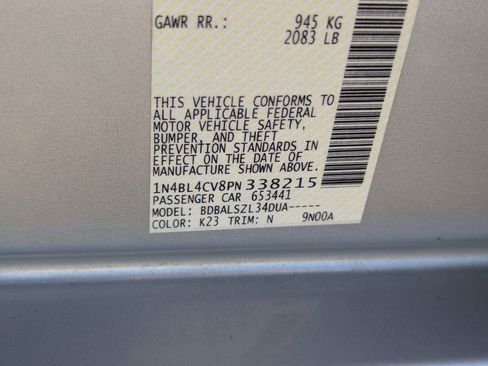 GAWR RR.: 945 KG
2083 LB
THIS VEHICLE CONFORMS TO
ALL APPLICABLE FEDERAL
MOTOR VEHICLE SAFETY,
BUMPER, AND THEFT
PREVENTION STANDARDS IN
EFFECT ON THE DATE OF
MANUFACTURE SHOWN ABOVE.
1N4BL4CV8PN338215
PASSENGER CAR 653441
MODEL: BDBALSZL34DUA-----
COLOR: K23 TRIM: N 9N00A